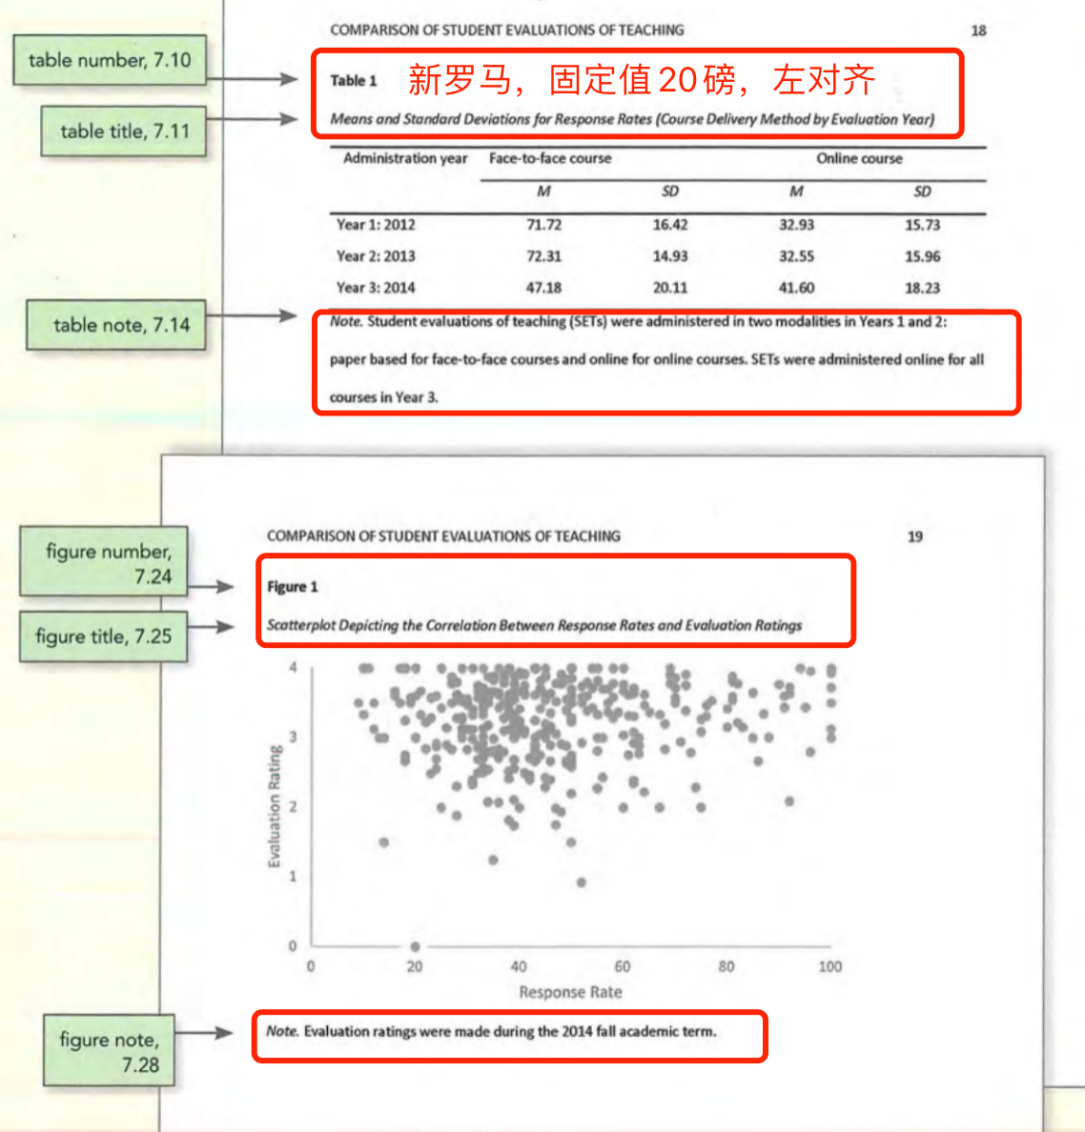 COMPARISON OF STUDENT EVALUATIONS OF TEACHING 18
table number, 7.10
Table 1 新罗马，固定值20磅，左对齐
table title, 7.11
Means and Standard Deviations for Response Rates (Course Delivery Method by Evaluation Year)
Administration year Face-to-face course Online course
M SD M SD
Year 1: 2012 71.72 16.42 32.93 15.73
Year 2: 2013 72.31 14.93 32.55 15.96
Year 3: 2014 47.18 20.11 41.60 18.23
table note, 7.14
Note. Student evaluations of teaching (SETs) were administered in two modalities in Years 1 and 2:
paper based for face-to-face courses and online for online courses. SETs were administered online for all
courses in Year 3.
COMPARISON OF STUDENT EVALUATIONS OF TEACHING 19
figure number,
7.24
Figure 1
figure title, 7.25
Scatterplot Depicting the Correlation Between Response Rates and Evaluation Ratings
4
3
Evaluation Rating
2
1
0
0 20 40 60 80 100
Response Rate
figure note,
7.28
Note. Evaluation ratings were made during the 2014 fall academic term.